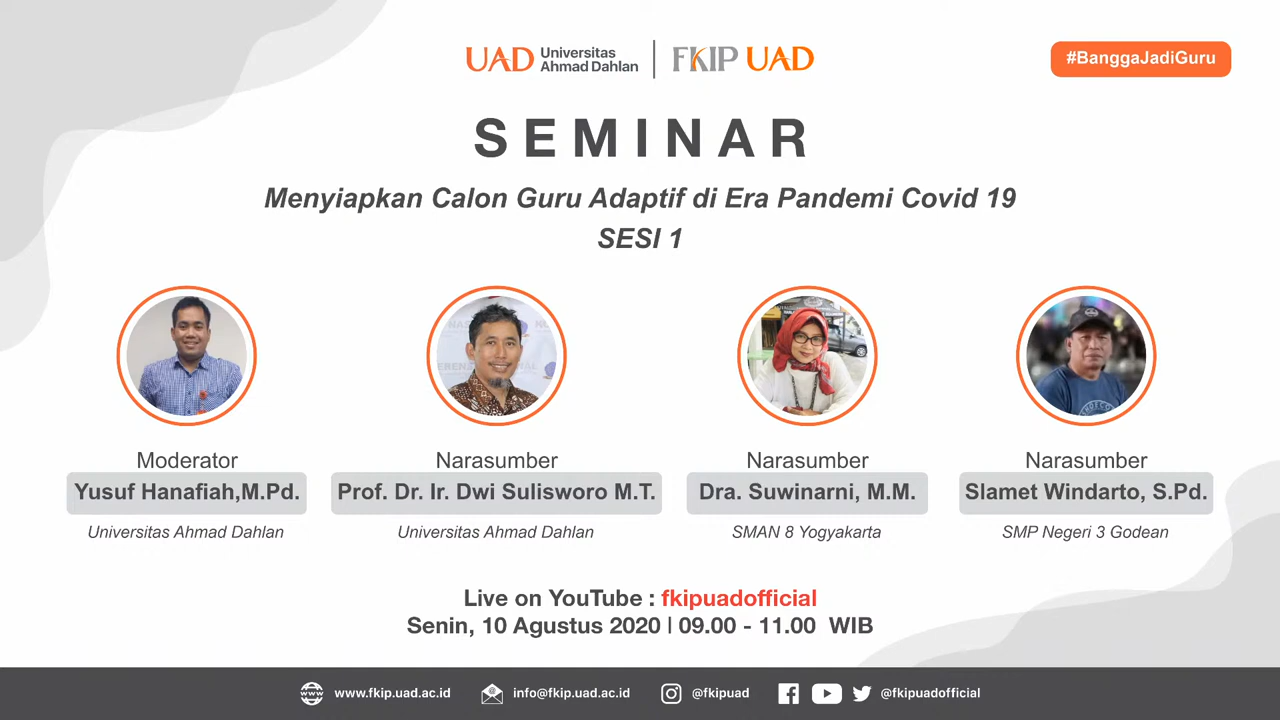 UAD Universitas Ahmad Dahlan
FKIP UAD
#BanggaJadiGuru
SEMINAR
Menyiapkan Calon Guru Adaptif di Era Pandemi Covid 19
SESI 1
Moderator
Yusuf Hanafiah,M.Pd.
Universitas Ahmad Dahlan
Narasumber
Prof. Dr. Ir. Dwi Sulisworo M.T.
Universitas Ahmad Dahlan
Narasumber
Dra. Suwinarni, M.M.
SMAN 8 Yogyakarta
Narasumber
Slamet Windarto, S.Pd.
SMP Negeri 3 Godean
Live on YouTube : fkipuadofficial
Senin, 10 Agustus 2020 | 09.00 - 11.00 WIB
www.fkip.uad.ac.id
info@fkip.uad.ac.id
@fkipuad
@fkipuadofficial